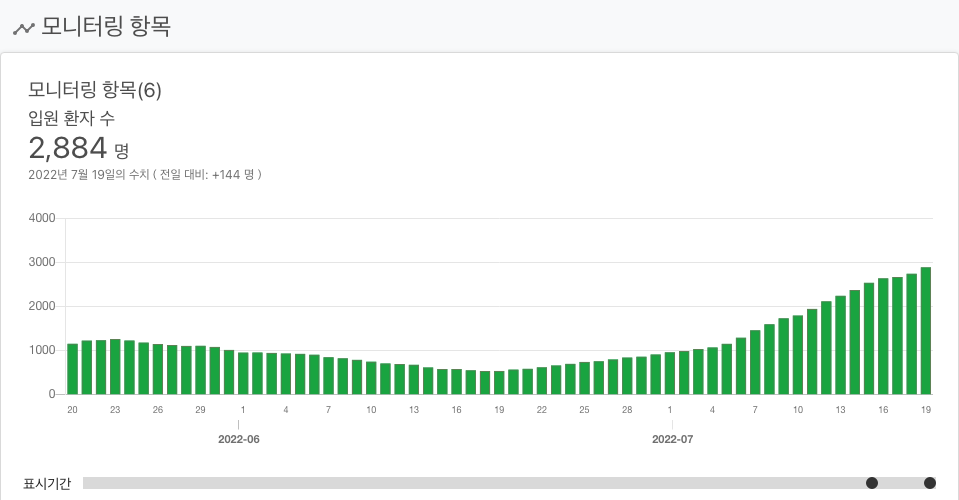 모니터링 항목
모니터링 항목(6)
입원 환자 수
2,884 명
2022년 7월 19일의 수치 ( 전일 대비: +144 명 )
4000
3000
2000
1000
0
20 23 26 29 1 4 7 10 13 16 19 22 25 28 1 4 7 10 13 16 19
2022-06 2022-07
표시기간